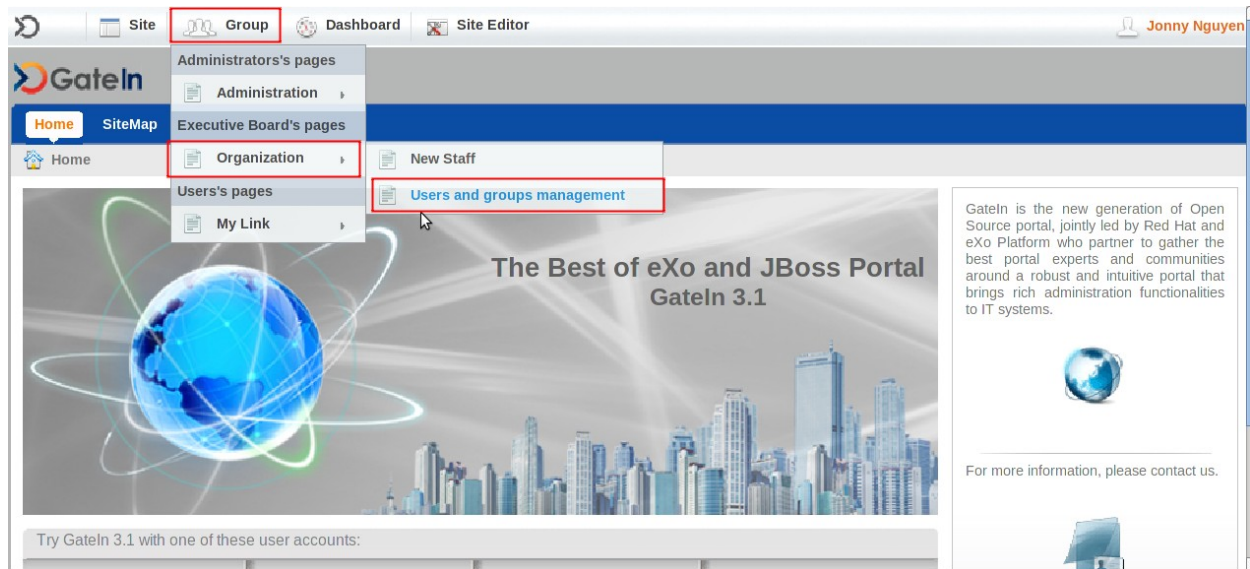 Site
Group
Dashboard
Site Editor
Jonny Nguyen
GateIn
Administrators's pages
Administration
Home
SiteMap
Executive Board's pages
Home
Organization
New Staff
Users's pages
Users and groups management
My Link
The Best of eXo and JBoss Portal
GateIn 3.1
GateIn is the new generation of Open
Source portal, jointly led by Red Hat and
eXo Platform who partner to gather the
best portal experts and communities
around a robust and intuitive portal that
brings rich administration functionalities
to IT systems.
For more information, please contact us.
Try GateIn 3.1 with one of these user accounts: